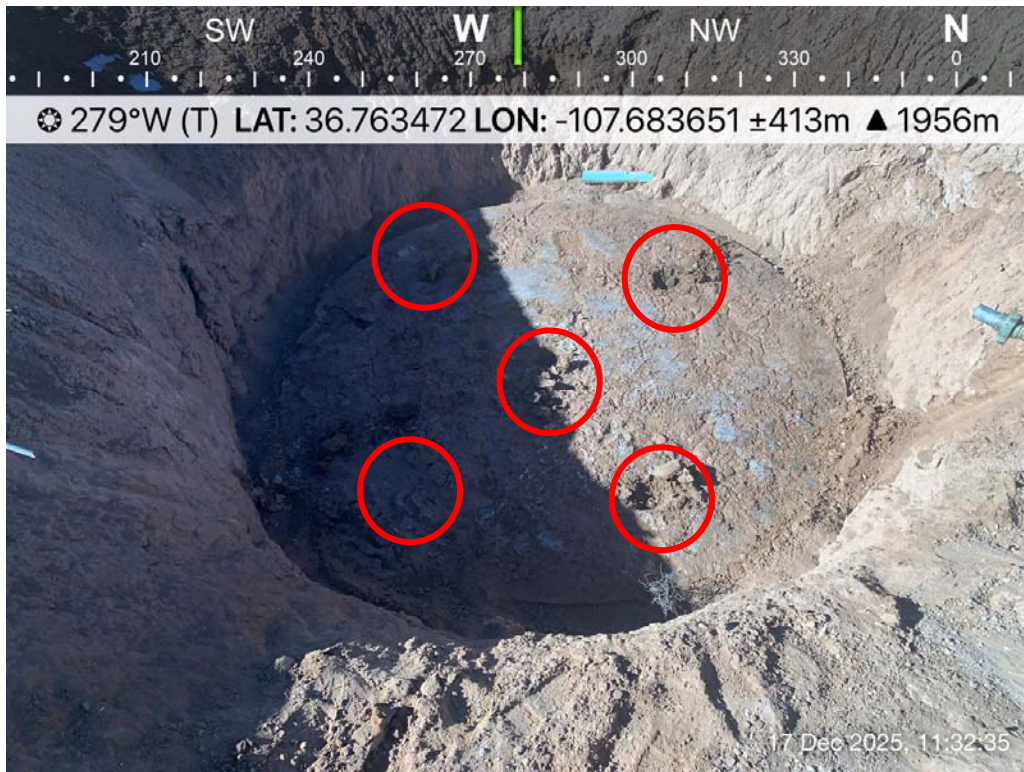 SW W NW N
210 240 270 300 330 0
279°W (T) LAT: 36.763472 LON: -107.683651 ±413m ▲ 1956m
17 Dec 2025, 11:32:35